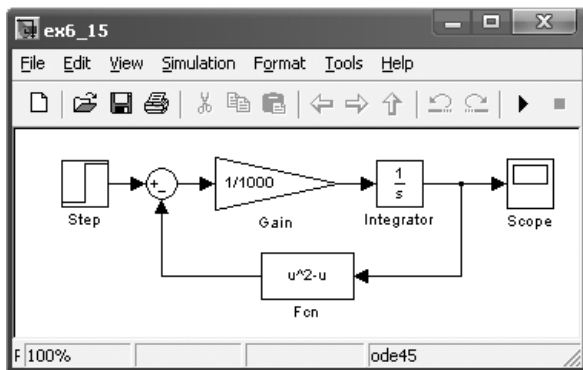 ex6_15
File Edit View Simulation Format Tools Help
Step
+
-
1/1000
Gain
1
s
Integrator
Scope
u^2-u
Fcn
F 100% ode45